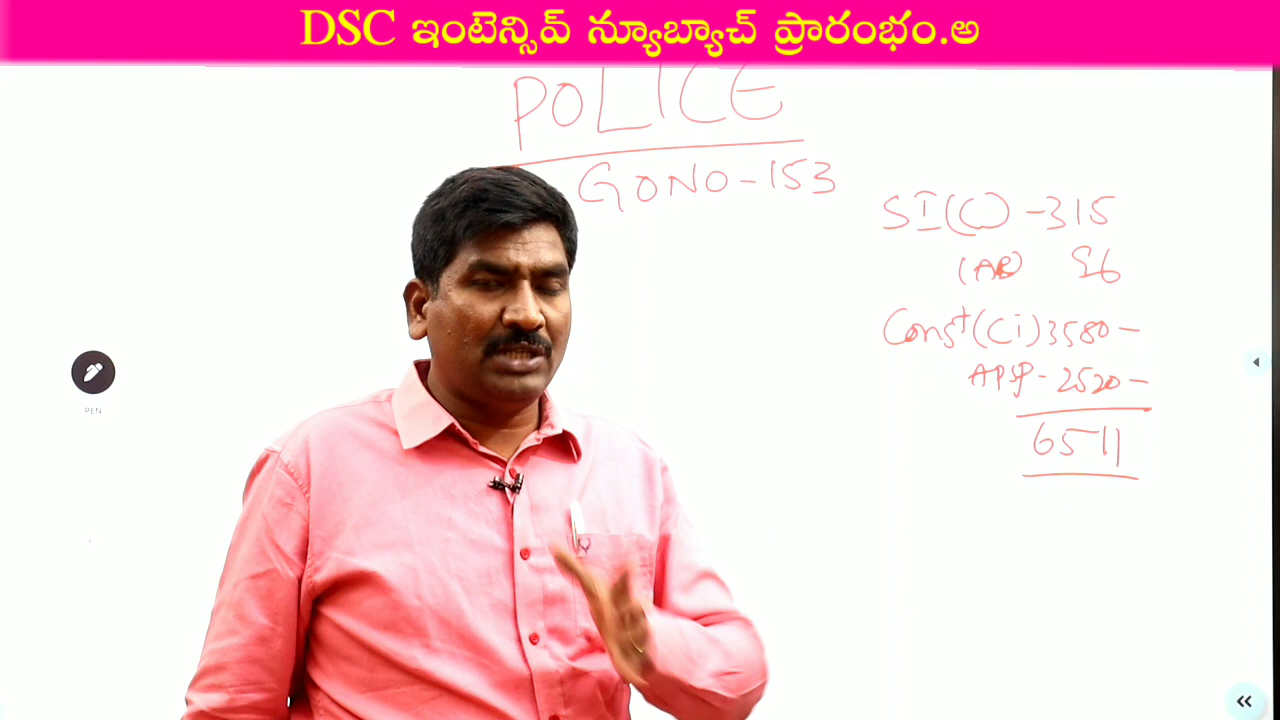 DSC ఇంటెన్సివ్ న్యూబ్యాచ్ ప్రారంభం.అ
POLICE
GONO-153
SI(C) -315
(AR) 96
Const(Ci) 3580-
APSP - 2520-
6511
PEN